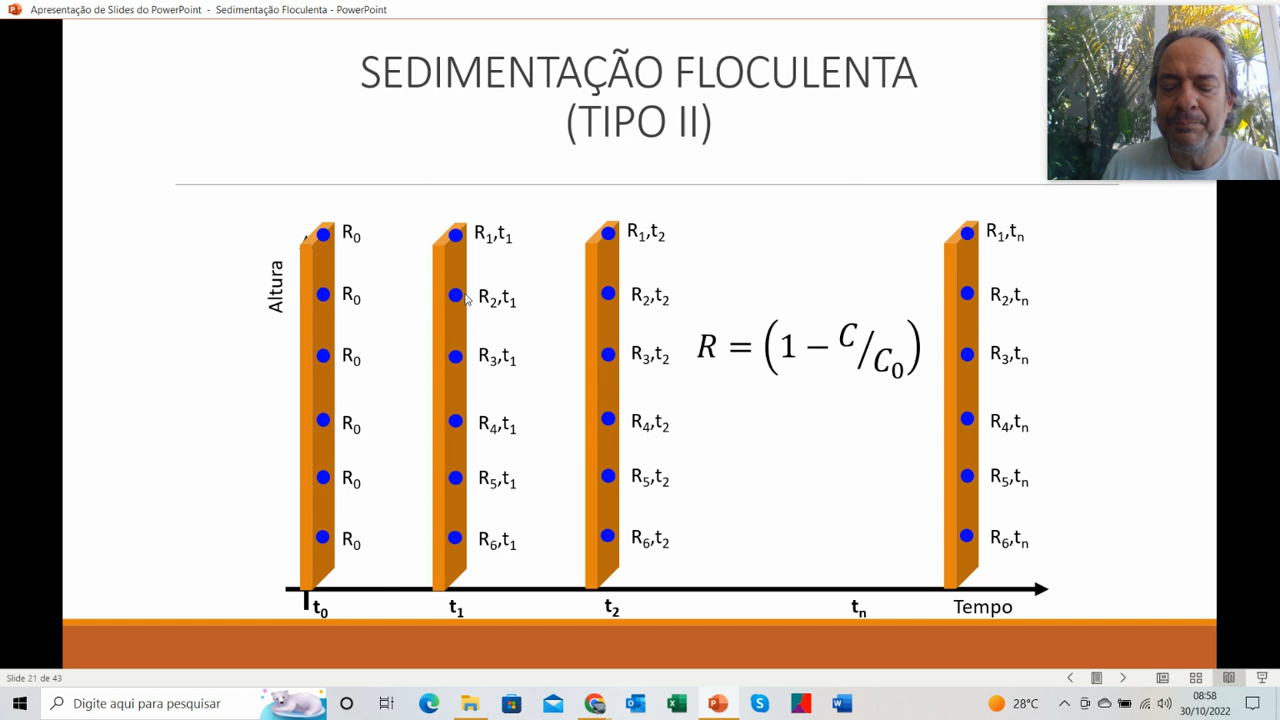 Apresentação de Slides do PowerPoint - Sedimentação Floculenta - PowerPoint
SEDIMENTAÇÃO FLOCULENTA
(TIPO II)
Altura
R₀
R₀
R₀
R₀
R₀
R₀
R₁,t₁
R₂,t₁
R₃,t₁
R₄,t₁
R₅,t₁
R₆,t₁
R₁,t₂
R₂,t₂
R₃,t₂
R₄,t₂
R₅,t₂
R₆,t₂
R = (1 − C/C₀)
R₁,tₙ
R₂,tₙ
R₃,tₙ
R₄,tₙ
R₅,tₙ
R₆,tₙ
t₀ t₁ t₂ tₙ Tempo
Slide 21 de 43
Digite aqui para pesquisar
28°C
08:58
30/10/2022